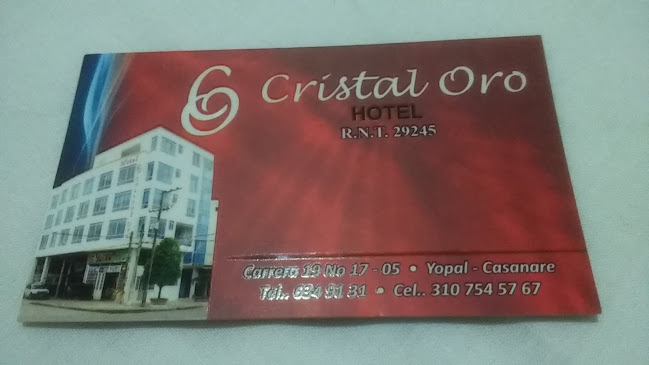 Cristal Oro
HOTEL
R.N.T. 29245
Carrera 19 No 17 - 05 • Yopal - Casanare
Tel.. 634 81 31 • Cel.. 310 754 57 67